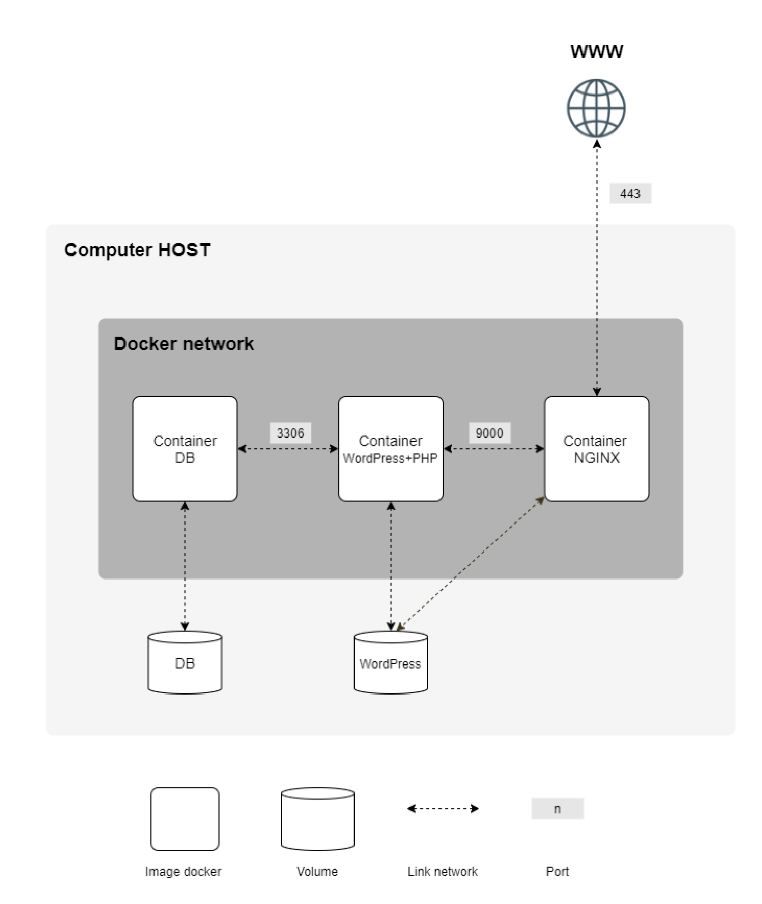 WWW
443
Computer HOST
Docker network
3306
9000
Container
DB
Container
WordPress+PHP
Container
NGINX
DB
WordPress
n
Image docker
Volume
Link network
Port